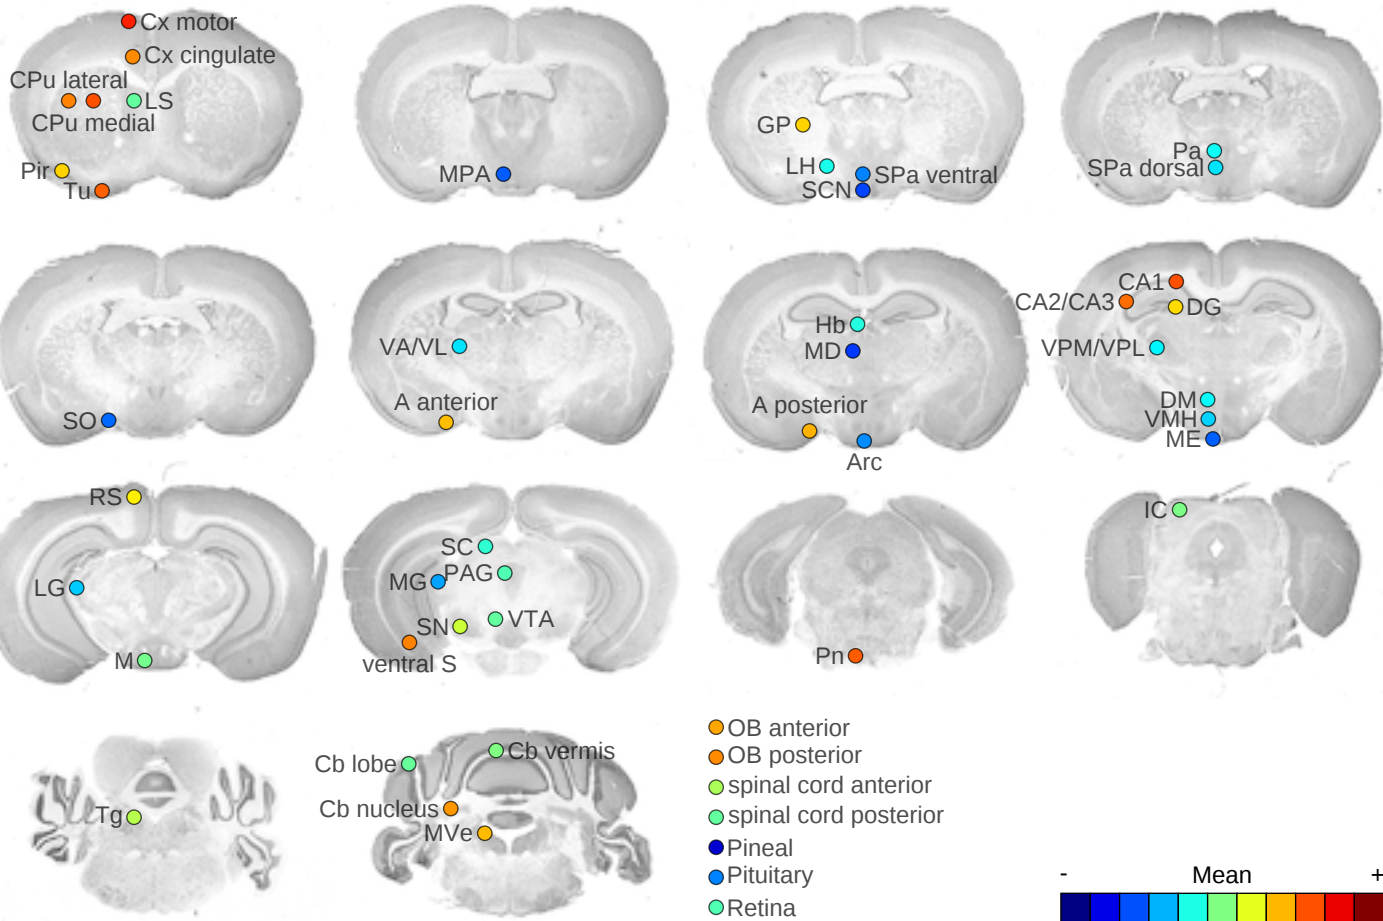 Cx motor
Cx cingulate
CPu lateral
LS
CPu medial
Pir
Tu
MPA
GP
LH
SPa ventral
SCN
Pa
SPa dorsal
SO
VA/VL
A anterior
Hb
MD
A posterior
Arc
CA1
CA2/CA3
DG
VPM/VPL
DM
VMH
ME
RS
LG
M
SC
MG
PAG
SN
VTA
ventral S
Pn
IC
Tg
Cb lobe
Cb vermis
Cb nucleus
MVe
OB anterior
OB posterior
spinal cord anterior
spinal cord posterior
Pineal
Pituitary
Retina
- Mean +